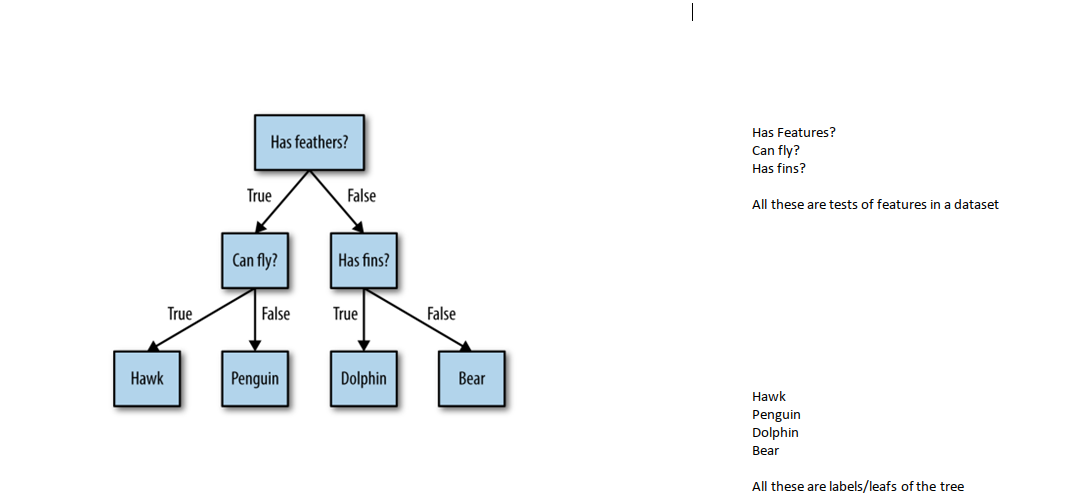 Has feathers?
True
False
Can fly?
Has fins?
True
False
True
False
Hawk
Penguin
Dolphin
Bear
Has Features?
Can fly?
Has fins?
All these are tests of features in a dataset
Hawk
Penguin
Dolphin
Bear
All these are labels/leafs of the tree